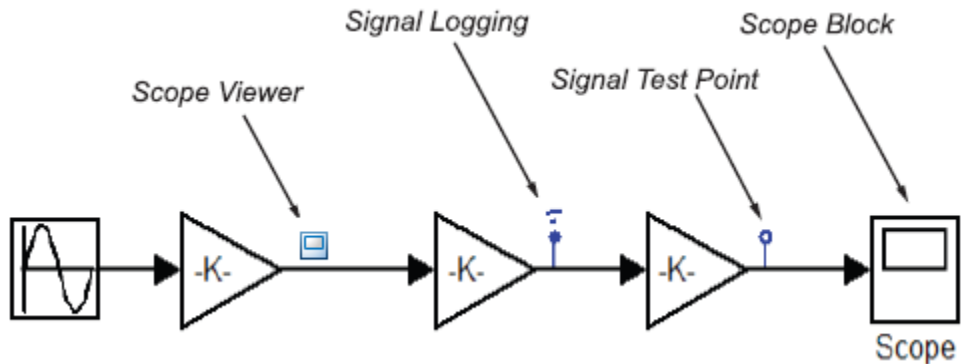 Signal Logging
Scope Block
Scope Viewer
Signal Test Point
-K-
-K-
-K-
Scope